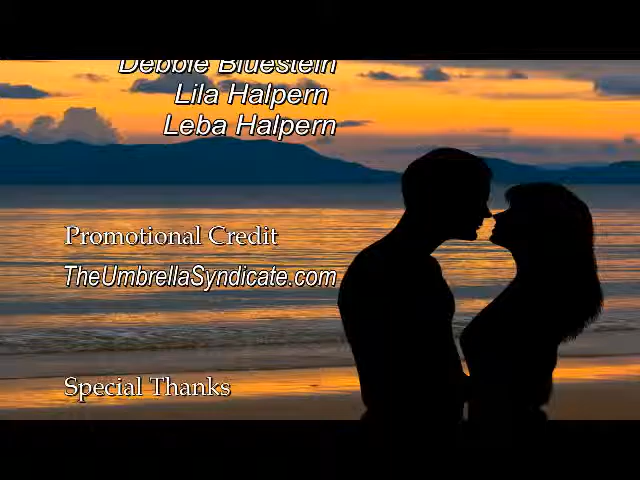 Debbie Bluestein
Lila Halpern
Leba Halpern
Promotional Credit
TheUmbrellaSyndicate.com
Special Thanks